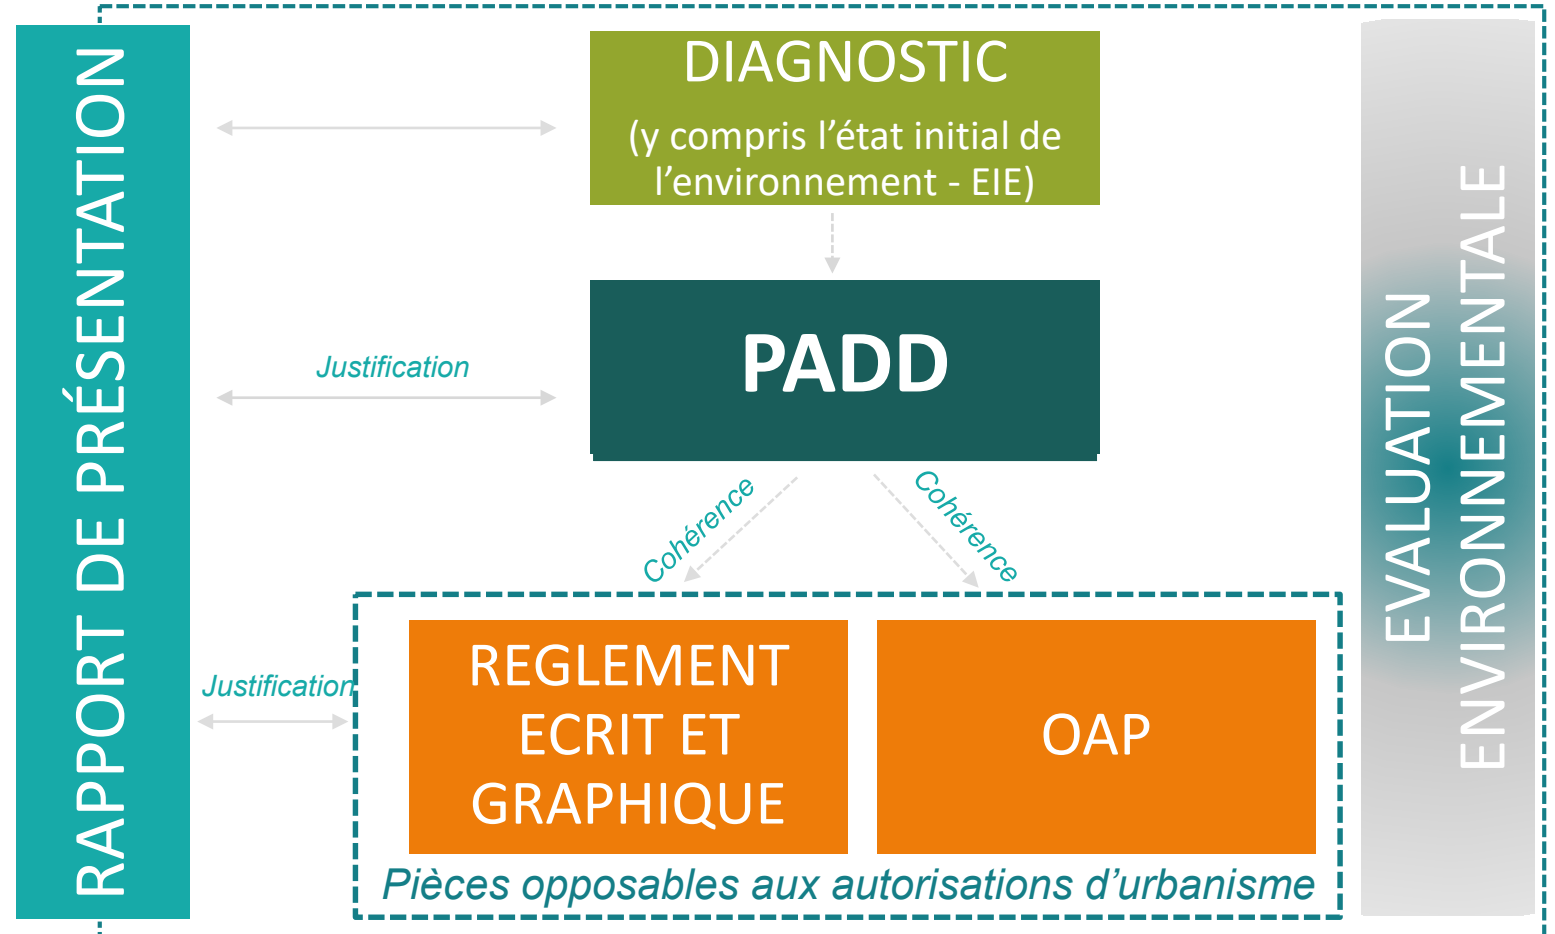 RAPPORT DE PRÉSENTATION
DIAGNOSTIC
(y compris l’état initial de
l’environnement - EIE)
Justification
PADD
Cohérence
Cohérence
Justification
REGLEMENT
ECRIT ET
GRAPHIQUE
OAP
Pièces opposables aux autorisations d’urbanisme
EVALUATION
ENVIRONNEMENTALE